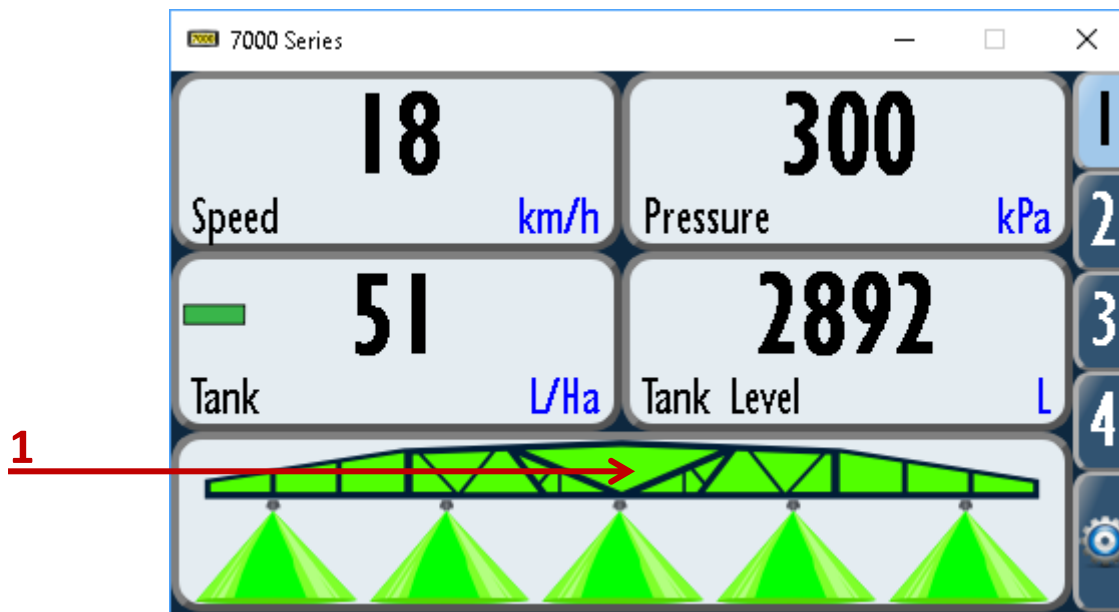 7000 Series
18
Speed km/h
300
Pressure kPa
51
Tank L/Ha
2892
Tank Level L
1
2
3
4
1